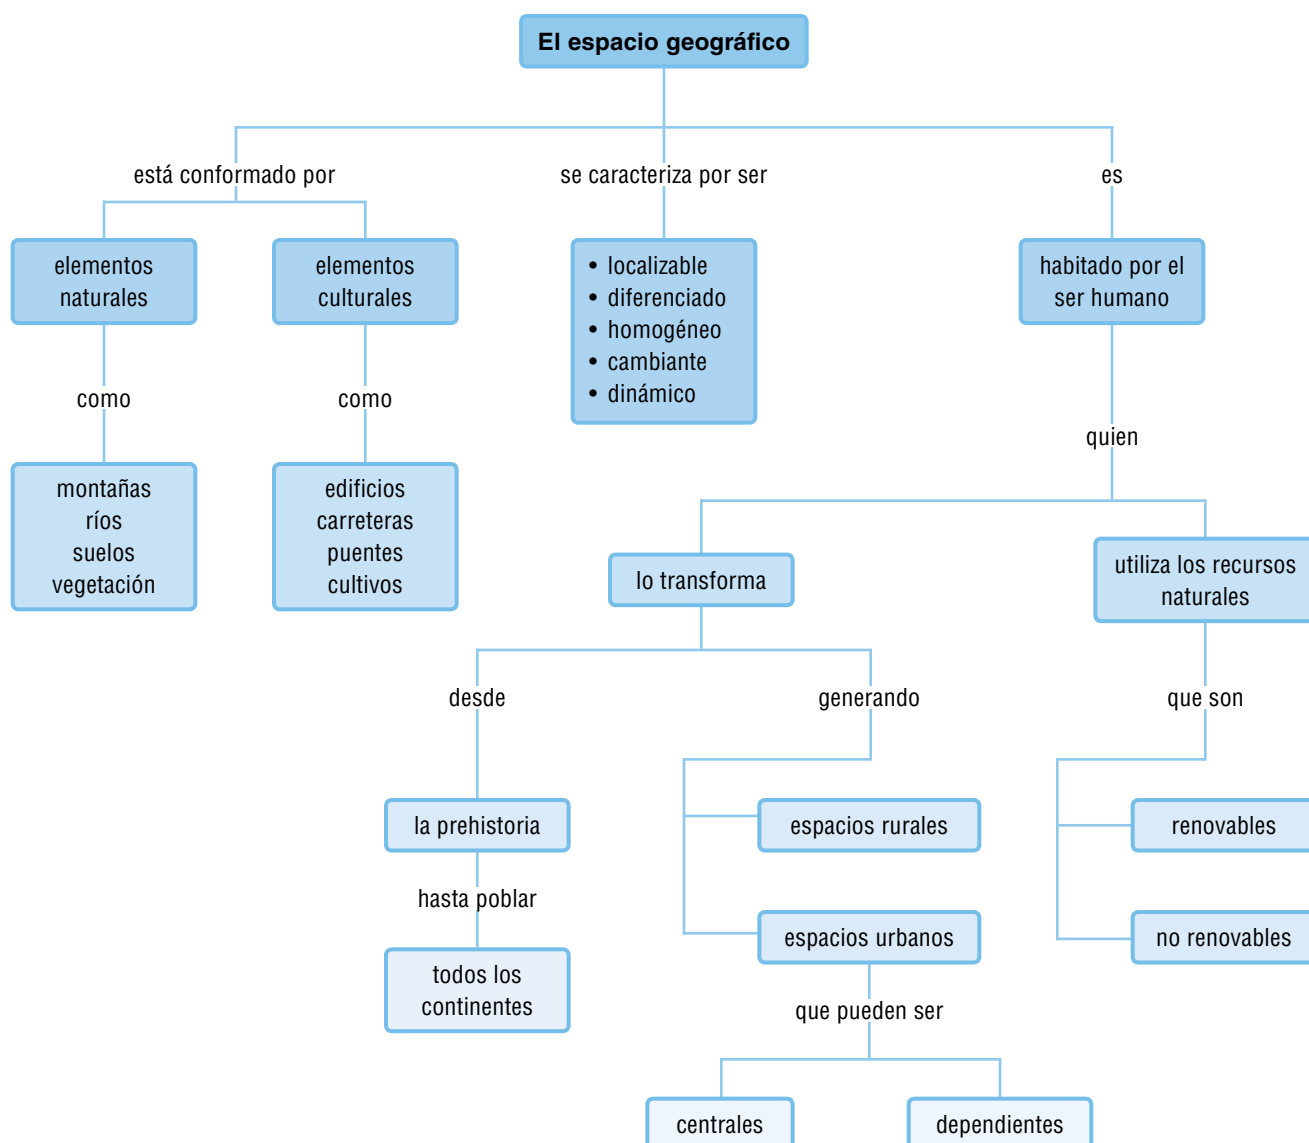 El espacio geográfico
está conformado por
se caracteriza por ser
es
elementos
naturales
elementos
culturales
• localizable
• diferenciado
• homogéneo
• cambiante
• dinámico
habitado por el
ser humano
como
como
quien
montañas
ríos
suelos
vegetación
edificios
carreteras
puentes
cultivos
lo transforma
utiliza los recursos
naturales
desde
generando
que son
la prehistoria
espacios rurales
renovables
hasta poblar
espacios urbanos
no renovables
todos los
continentes
que pueden ser
centrales
dependientes